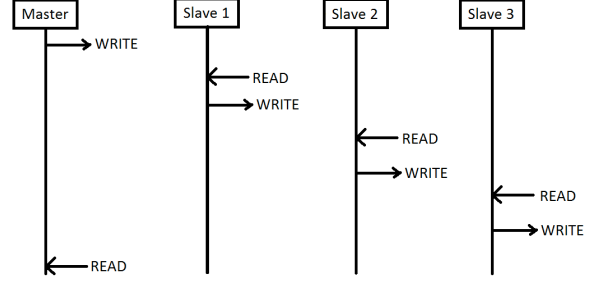 Master
Slave 1
Slave 2
Slave 3
WRITE
READ
WRITE
READ
WRITE
READ
WRITE
READ